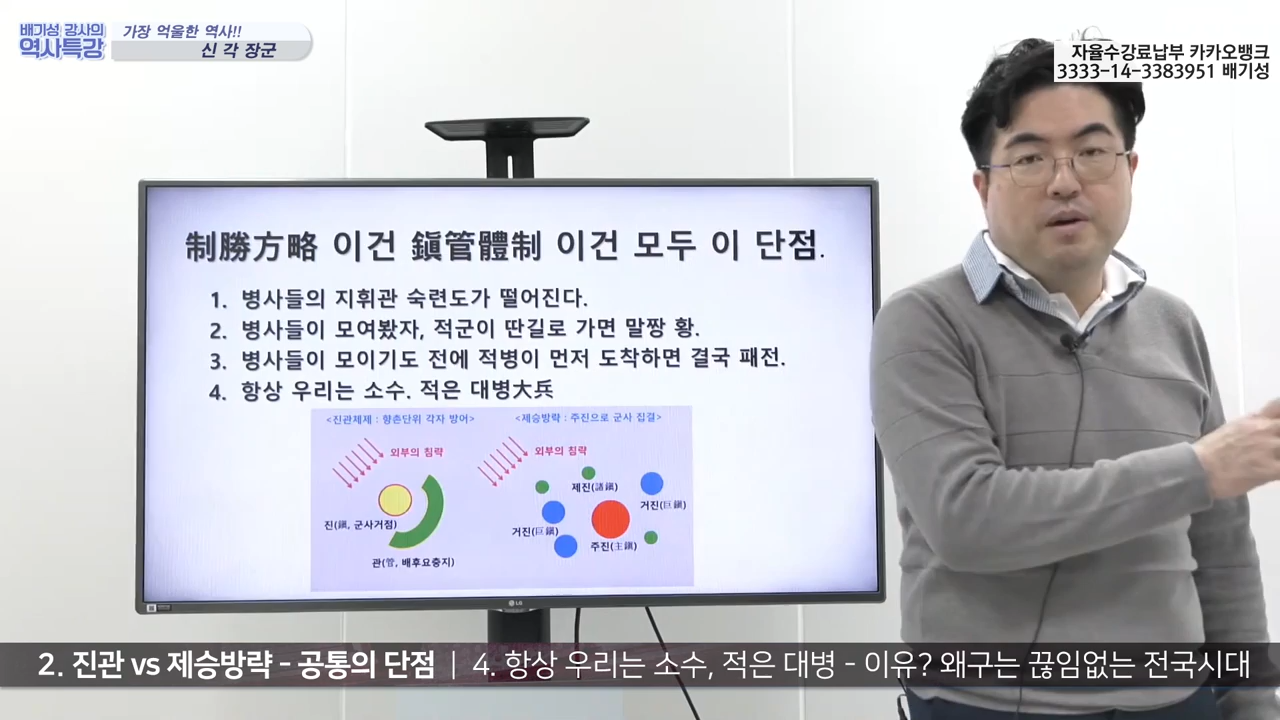 배기성 강사의
역사특강
가장 억울한 역사!!
신 각 장군
자율수강료납부 카카오뱅크
3333-14-3383951 배기성
制勝方略 이건 鎭管體制 이건 모두 이 단점.
1. 병사들의 지휘관 숙련도가 떨어진다.
2. 병사들이 모여봤자, 적군이 딴길로 가면 말짱 황.
3. 병사들이 모이기도 전에 적병이 먼저 도착하면 결국 패전.
4. 항상 우리는 소수. 적은 대병大兵
<진관체제 : 향촌단위 각자 방어>
<제승방략 : 주진으로 군사 집결>
외부의 침략
외부의 침략
제진(諸鎭)
거진(巨鎭)
진(鎭, 군사거점)
거진(巨鎭)
주진(主鎭)
관(管, 배후요충지)
LG
2. 진관 vs 제승방략 - 공통의 단점 | 4. 항상 우리는 소수, 적은 대병 - 이유? 왜구는 끊임없는 전국시대